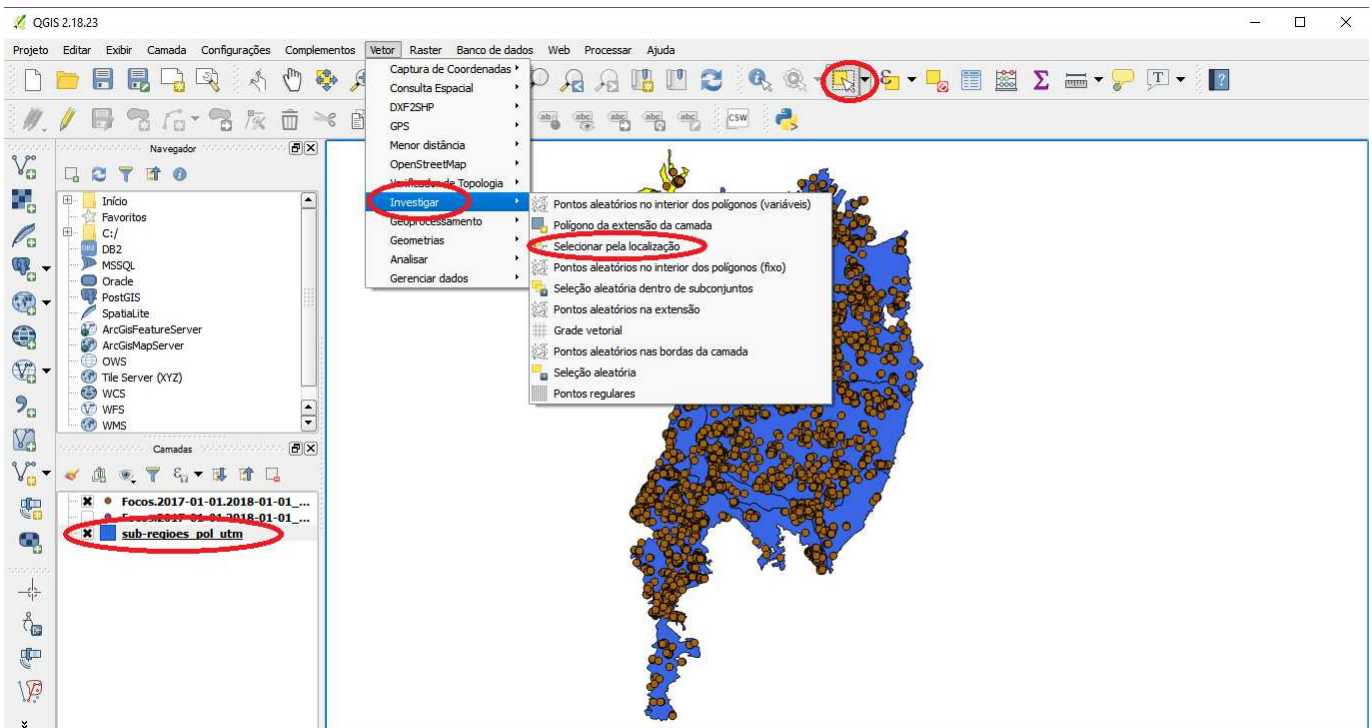 QGIS 2.18.23
Projeto Editar Exibir Camada Configurações Complementos Vetor Raster Banco de dados Web Processar Ajuda
Captura de Coordenadas
Consulta Espacial
DXF2SHP
GPS
Menor distância
OpenStreetMap
Verificador de Topologia
Investigar
Geoprocessamento
Geometrias
Analisar
Gerenciar dados
Pontos aleatórios no interior dos polígonos (variáveis)
Polígono da extensão da camada
Selecionar pela localização
Pontos aleatórios no interior dos polígonos (fixo)
Seleção aleatória dentro de subconjuntos
Pontos aleatórios na extensão
Grade vetorial
Pontos aleatórios nas bordas da camada
Seleção aleatória
Pontos regulares
abc abc abc abc abc CSW
Navegador
Início
Favoritos
C:/
DB2
MSSQL
Oracle
PostGIS
SpatiaLite
ArcGisFeatureServer
ArcGisMapServer
OWS
Tile Server (XYZ)
WCS
WFS
WMS
Camadas
Focos.2017-01-01.2018-01-01_...
Focos.2017-01-01.2018-01-01_...
sub-regioes_pol_utm